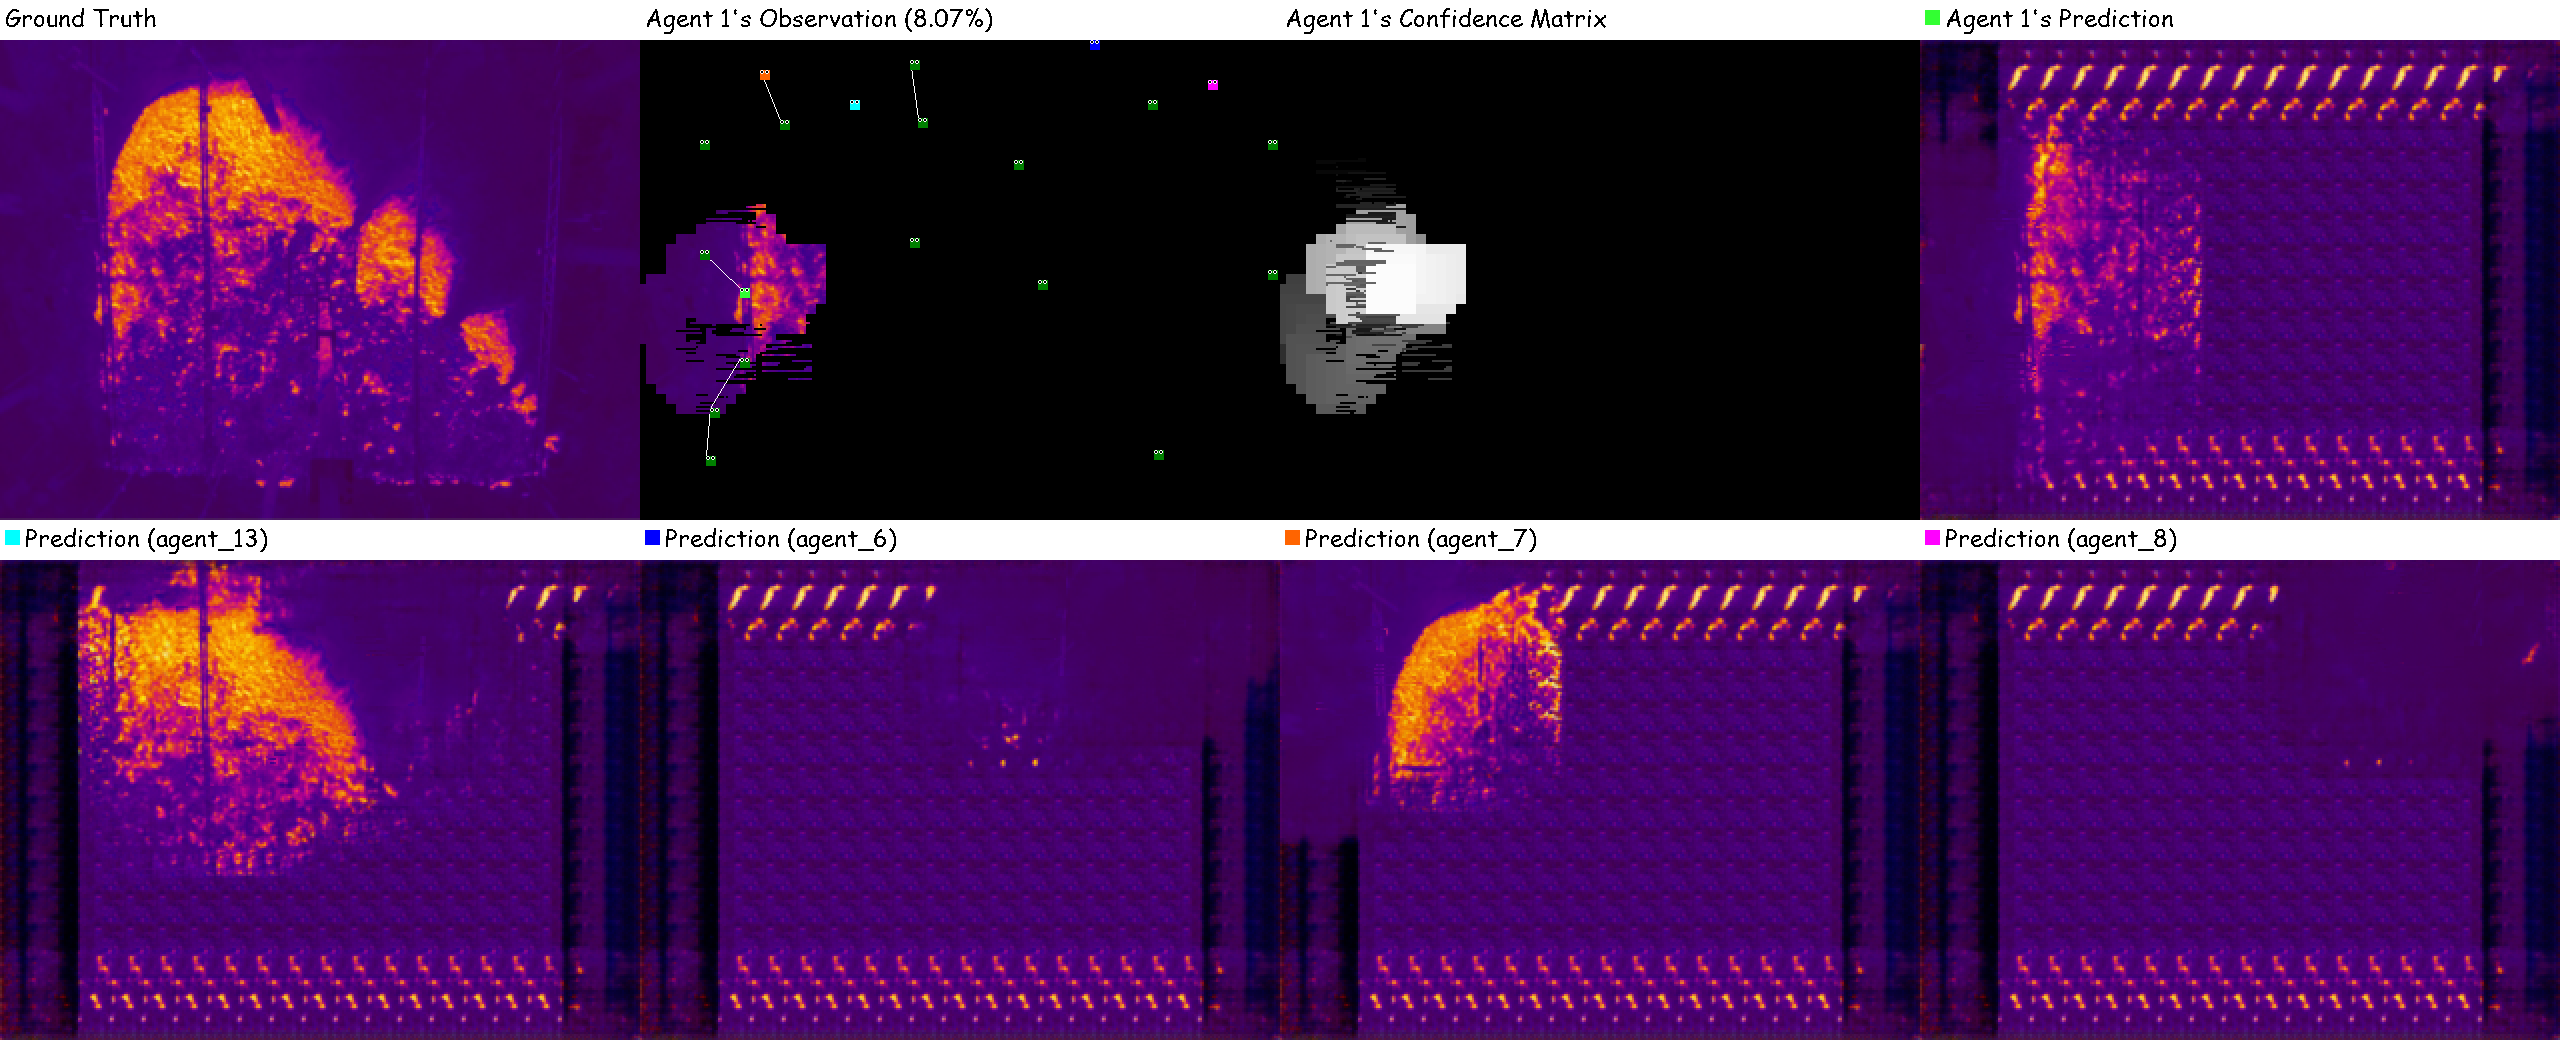 Ground Truth
Agent 1's Observation (8.07%)
Agent 1's Confidence Matrix
Agent 1's Prediction
Prediction (agent_13)
Prediction (agent_6)
Prediction (agent_7)
Prediction (agent_8)